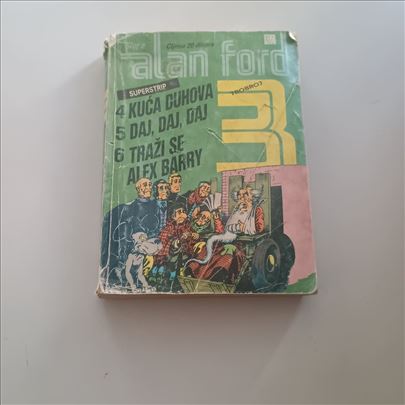 Cijena 20 dinara
alan ford
SUPERSTRIP
(TROBROJ)
3
4 KUĆA DUHOVA
5 DAJ, DAJ, DAJ
6 TRAŽI SE
ALEX BARRY